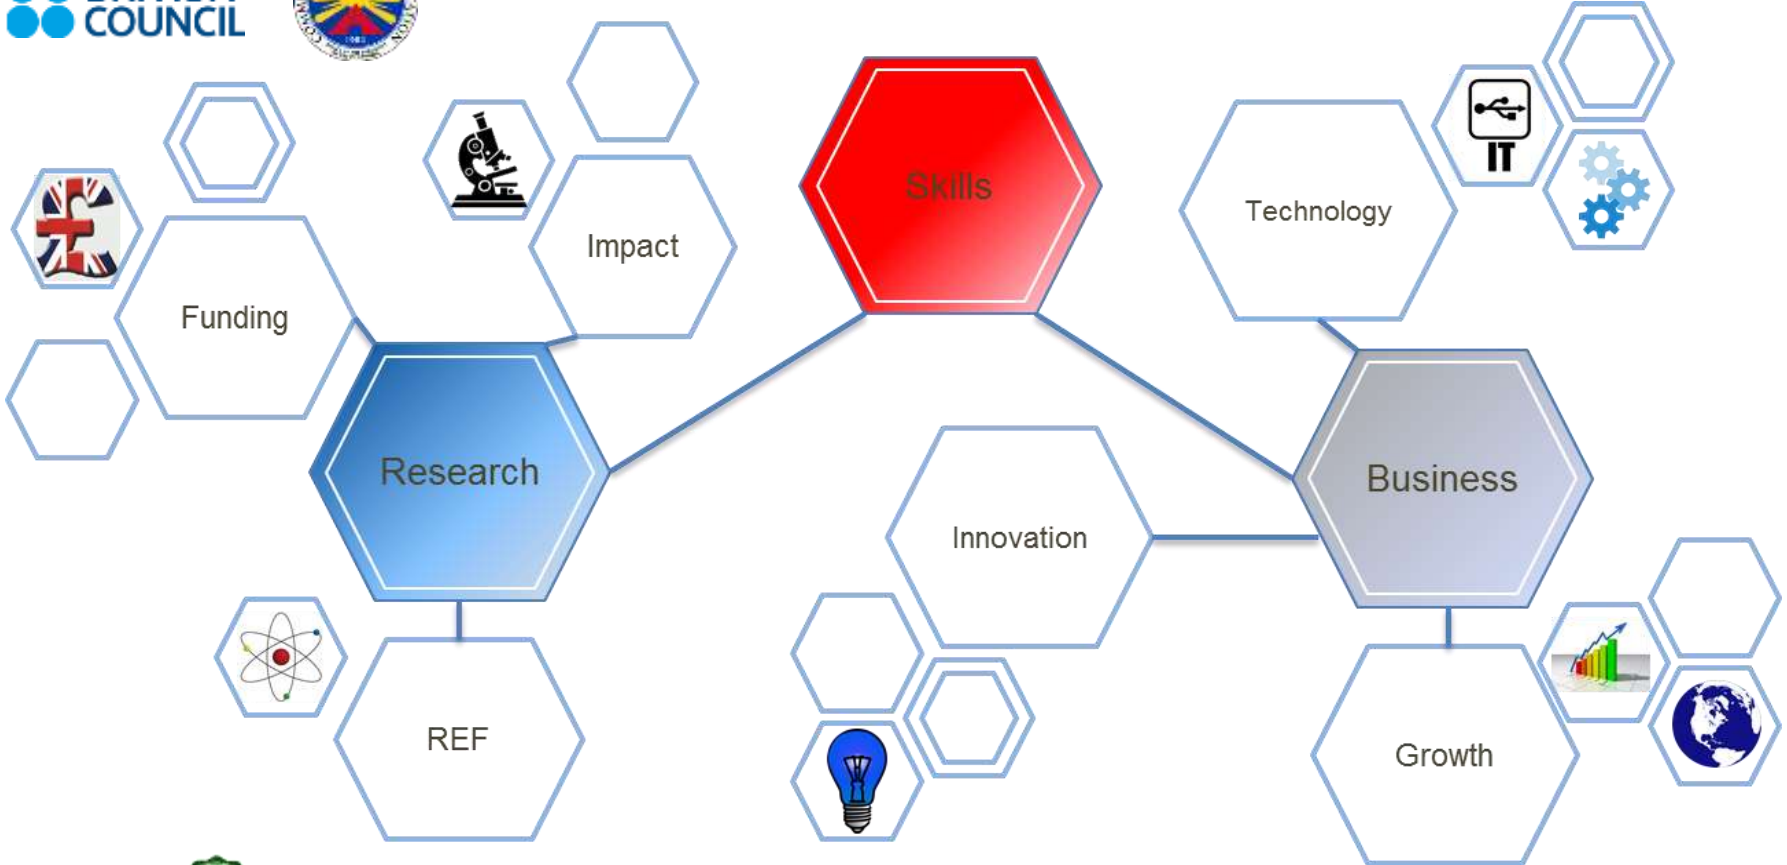 COUNCIL
Skills
Technology
IT
Impact
Funding
Research
Business
Innovation
REF
Growth